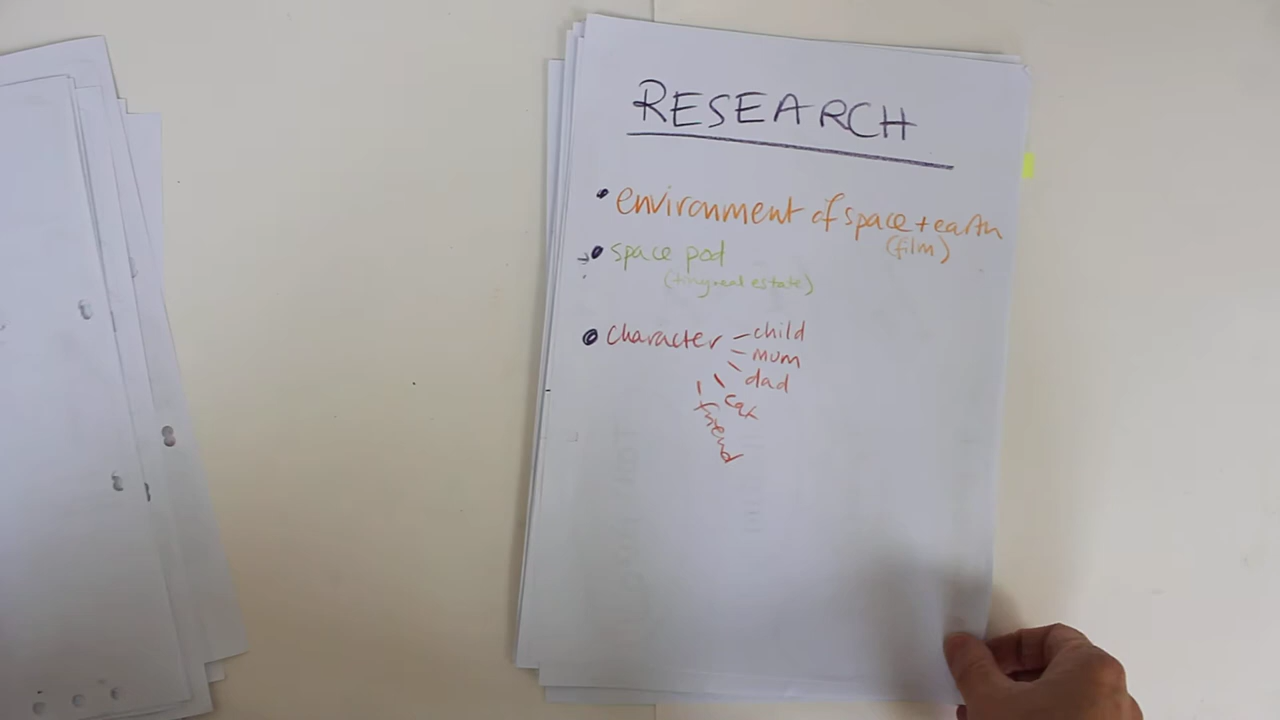 RESEARCH
• environment of space + earth
(film)
• space pod
(tiny real estate)
• character – child
– mum
– dad
– cat
– friend